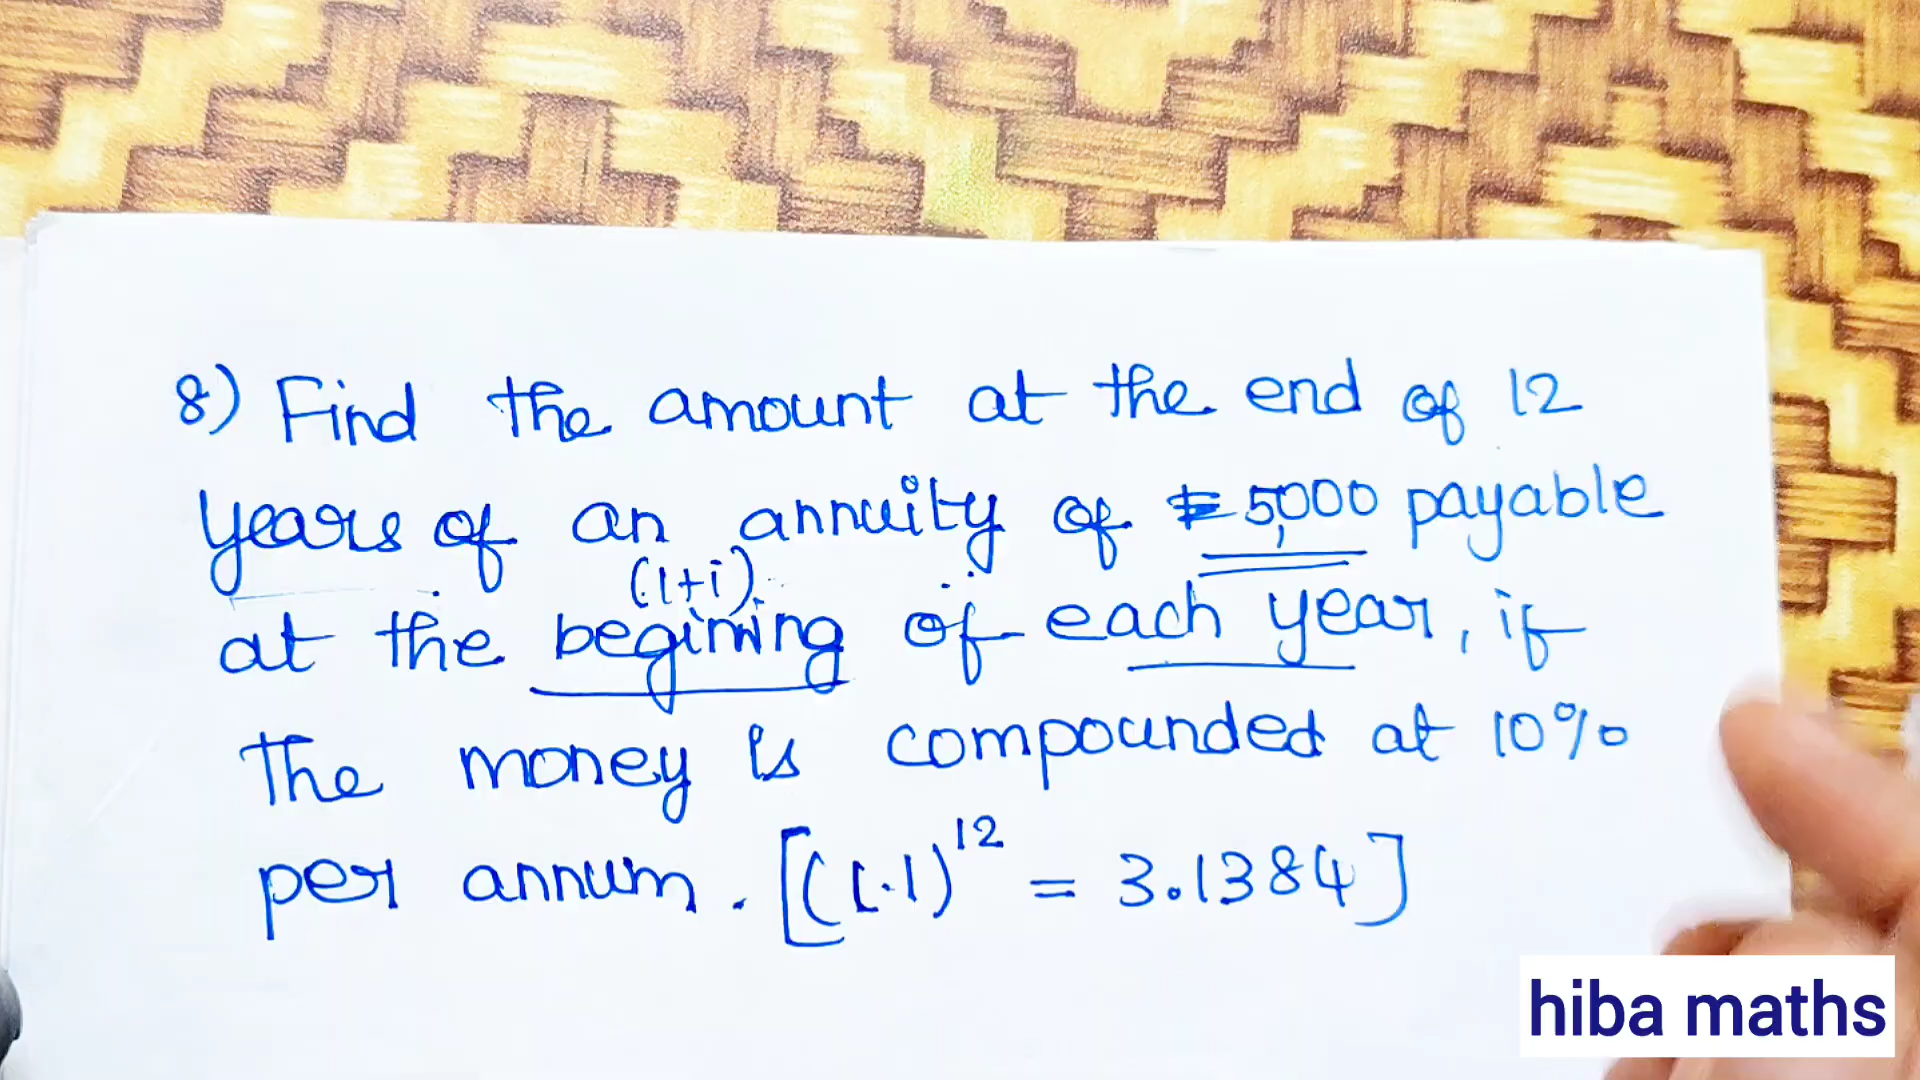 8) Find the amount at the end of 12
years of an annuity of ₹ 5,000 payable
(1+i)
at the begining of each year, if
the money is compounded at 10%
per annum. [(1.1)¹² = 3.1384]
hiba maths